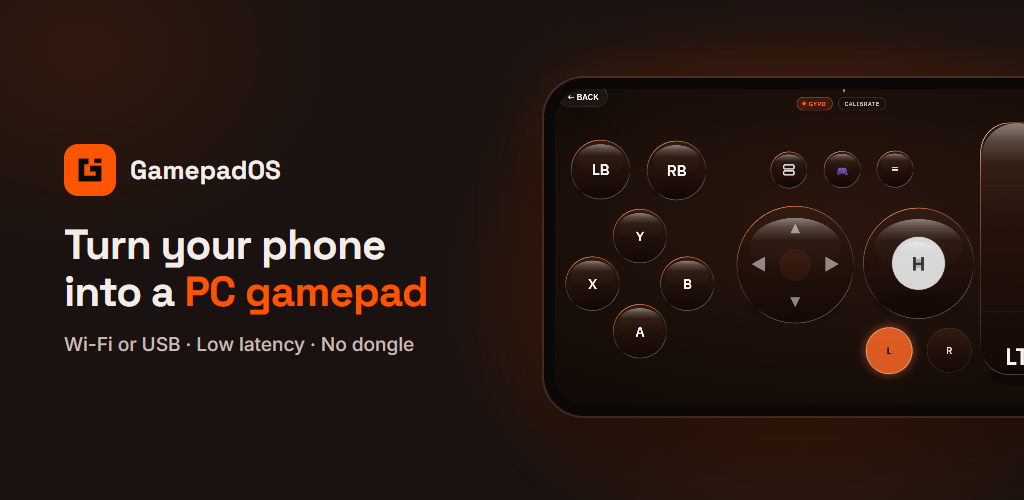 GamepadOS
Turn your phone
into a PC gamepad
Wi-Fi or USB · Low latency · No dongle
← BACK
GYRO
CALIBRATE
LB
RB
Y
X
B
A
H
L
R
LT